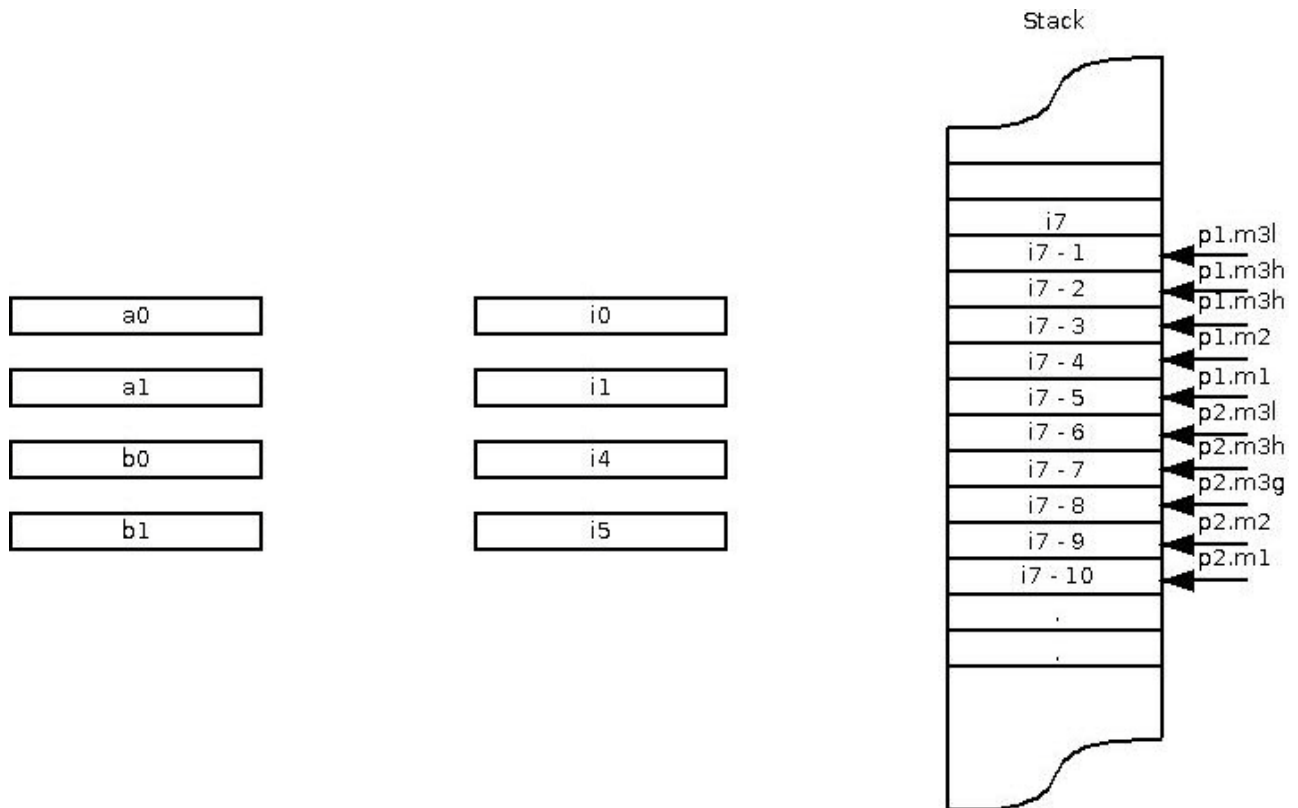 Stack
i7
i7 - 1
p1.m3l
i7 - 2
p1.m3h
i7 - 3
p1.m3h
i7 - 4
p1.m2
i7 - 5
p1.m1
i7 - 6
p2.m3l
i7 - 7
p2.m3h
i7 - 8
p2.m3g
i7 - 9
p2.m2
i7 - 10
p2.m1
.
.
a0
i0
a1
i1
b0
i4
b1
i5